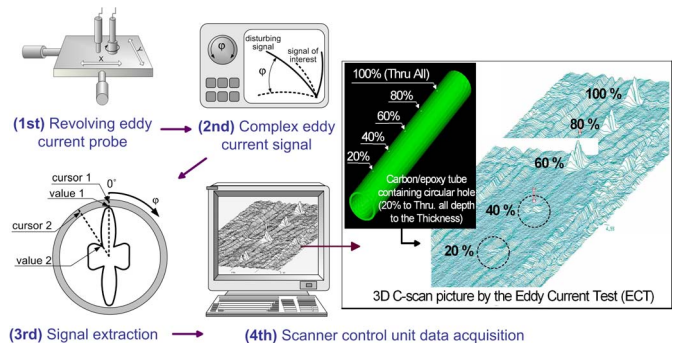 X
Y
(1st) Revolving eddy
current probe
φ
disturbing
signal
signal of
interest
φ
(2nd) Complex eddy
current signal
cursor 1
value 1
0°
φ
cursor 2
value 2
(3rd) Signal extraction
(4th) Scanner control unit data acquisition
100% (Thru All)
80%
60%
40%
20%
Carbon/epoxy tube
containing circular hole
(20% to Thru. all depth
to the Thickness)
100 %
80 %
60 %
40 %
20 %
3D C-scan picture by the Eddy Current Test (ECT)